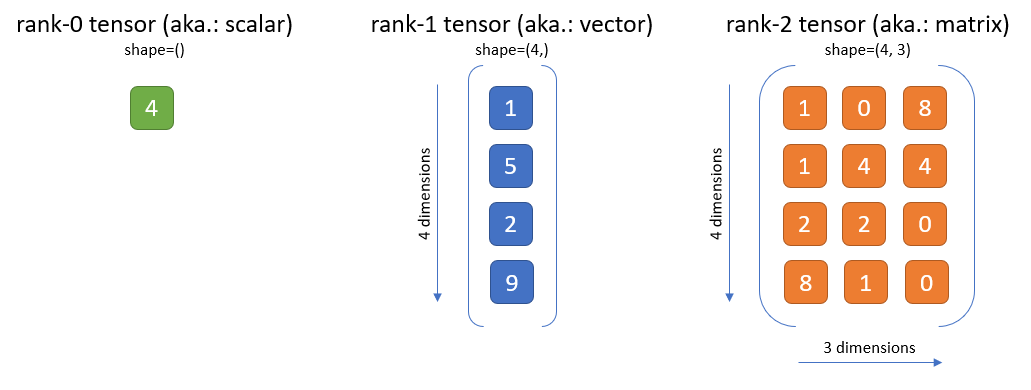 rank-0 tensor (aka.: scalar)
shape=()
4
rank-1 tensor (aka.: vector)
shape=(4,)
4 dimensions
1
5
2
9
rank-2 tensor (aka.: matrix)
shape=(4, 3)
4 dimensions
1 0 8
1 4 4
2 2 0
8 1 0
3 dimensions